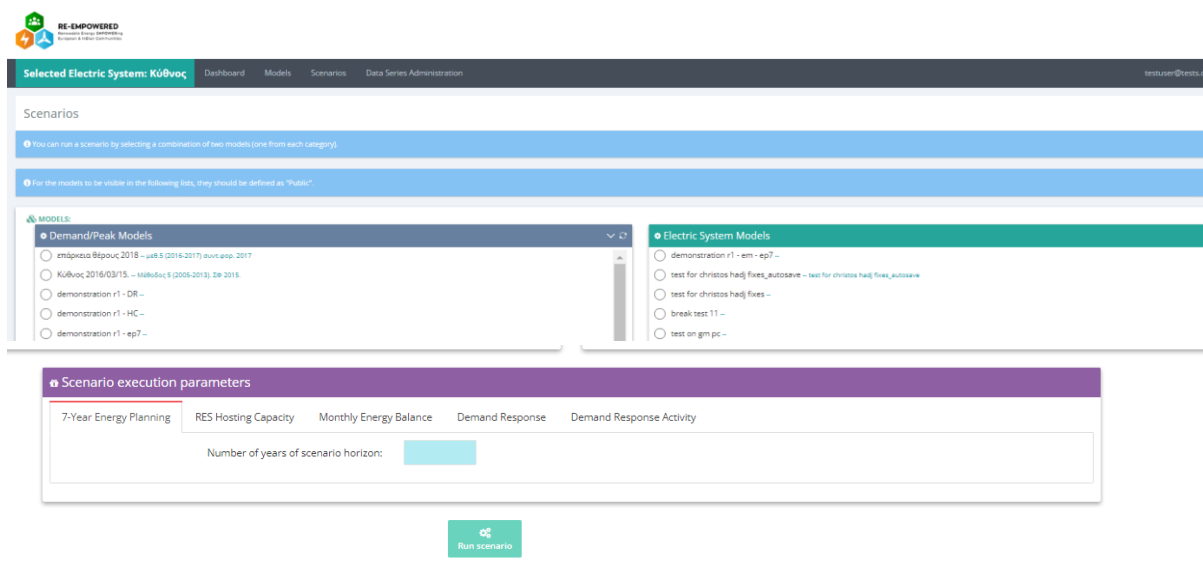 RE-EMPOWERED
Renewable Energy EMPOWERing
European & Indian Communities
Selected Electric System: Κύθνος Dashboard Models Scenarios Data Series Administration testuser@tests.
Scenarios
You can run a scenario by selecting a combination of two models (one from each category).
For the models to be visible in the following lists, they should be defined as "Public".
MODELS:
Demand/Peak Models
επάρκεια θέρους 2018 – μεθ.5 (2016-2017) συντ.φορ. 2017
Κύθνος 2016/03/15. – Μέθοδος 5 (2005-2013). ΣΦ 2015.
demonstration r1 - DR –
demonstration r1 - HC –
demonstration r1 - ep7 –
Electric System Models
demonstration r1 - em - ep7 –
test for christos hadj fixes_autosave – test for christos hadj fixes_autosave
test for christos hadj fixes –
break test 11 –
test on gm pc –
Scenario execution parameters
7-Year Energy Planning RES Hosting Capacity Monthly Energy Balance Demand Response Demand Response Activity
Number of years of scenario horizon:
Run scenario